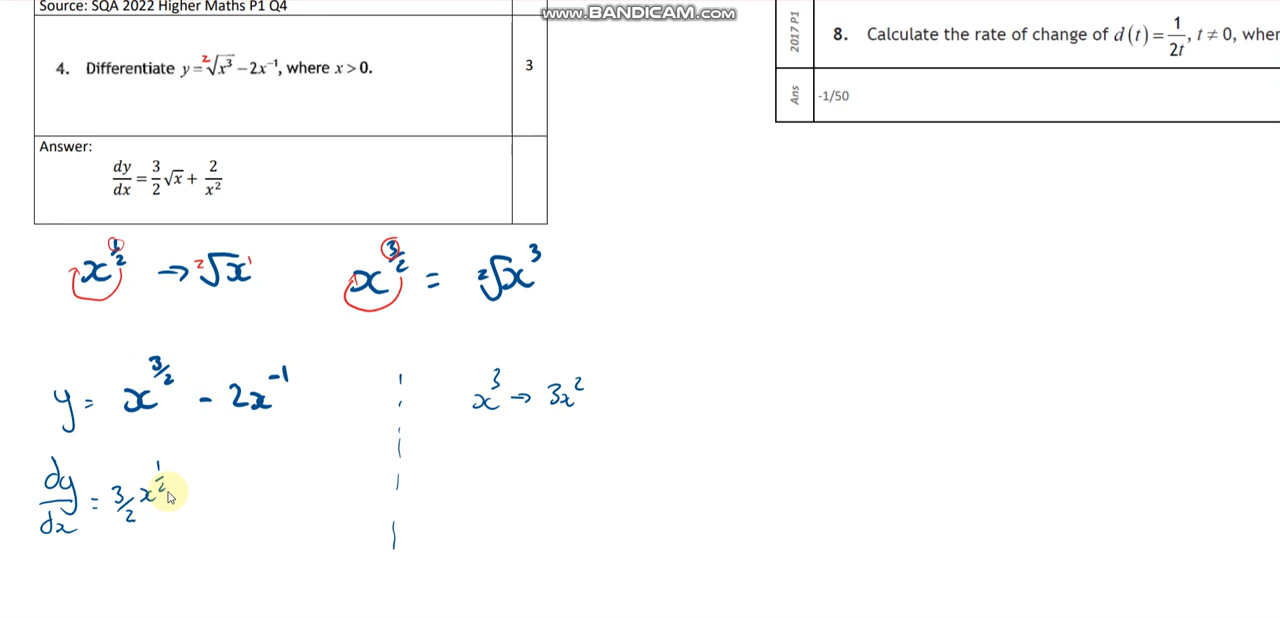 Source: SQA 2022 Higher Maths P1 Q4
www.BANDICAM.com
4. Differentiate y = ²√x³ − 2x⁻¹, where x > 0.
3
Answer:
dy/dx = 3/2 √x + 2/x²
2017 P1
8. Calculate the rate of change of d(t) = 1/2t, t ≠ 0, wher
Ans
-1/50
x^(1/2) → ²√x¹
x^(3/2) = ²√x³
y = x^(3/2) - 2x⁻¹
x³ → 3x²
dy/dx = 3/2 x^(1/2)